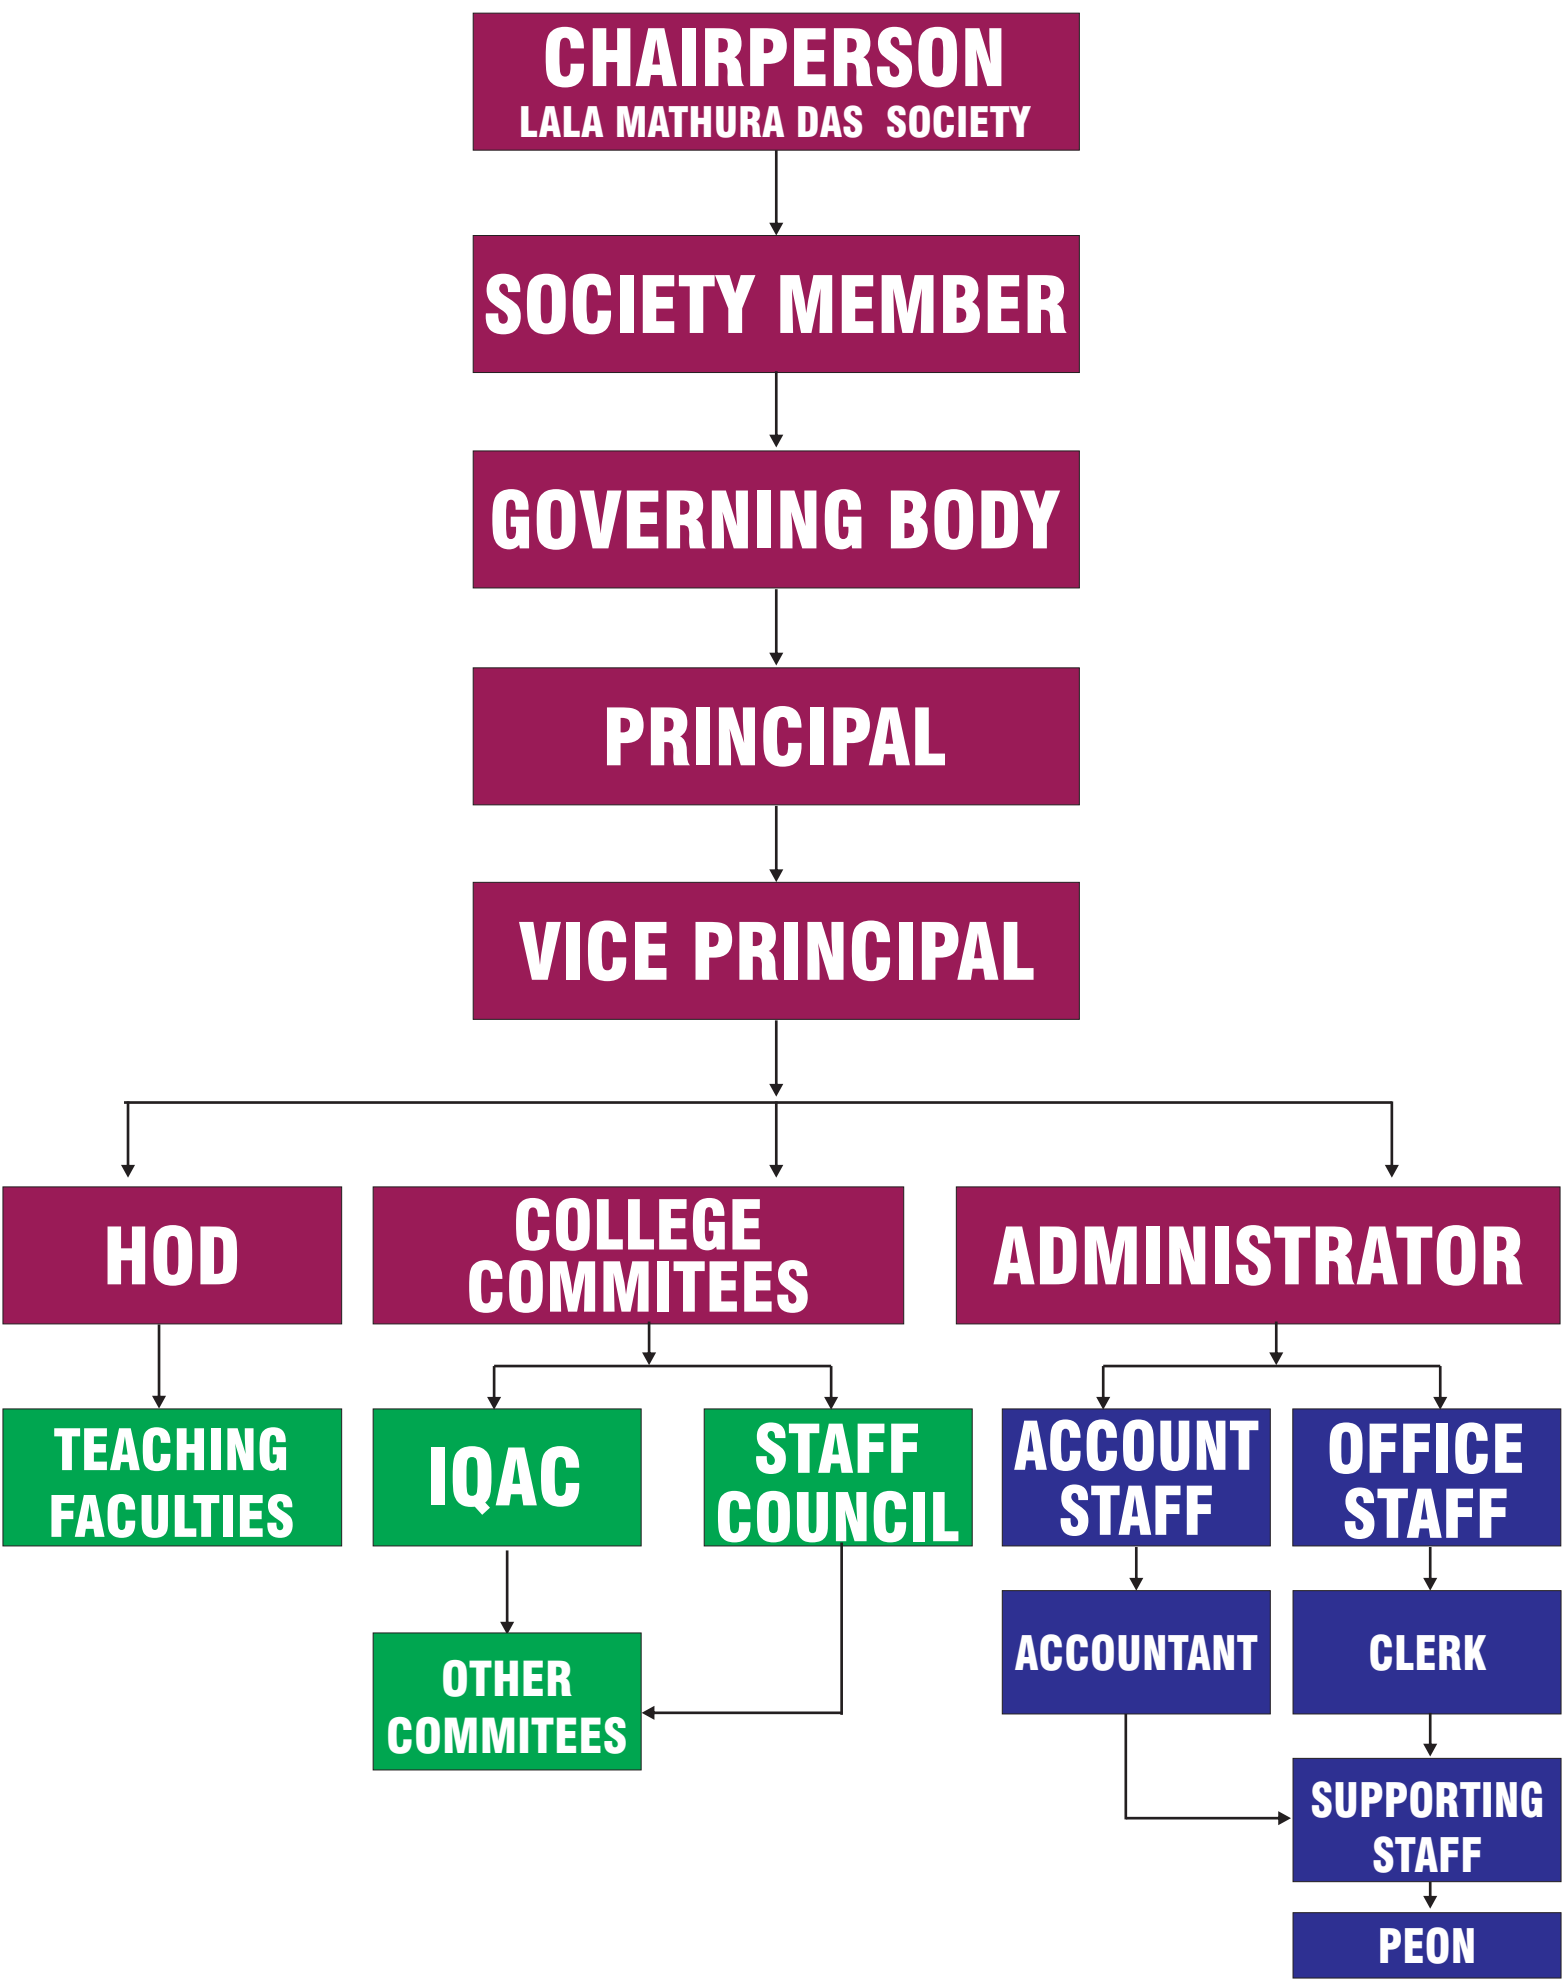 CHAIRPERSON
LALA MATHURA DAS SOCIETY
SOCIETY MEMBER
GOVERNING BODY
PRINCIPAL
VICE PRINCIPAL
HOD
COLLEGE
COMMITEES
ADMINISTRATOR
TEACHING
FACULTIES
IQAC
STAFF
COUNCIL
ACCOUNT
STAFF
OFFICE
STAFF
OTHER
COMMITEES
ACCOUNTANT
CLERK
SUPPORTING
STAFF
PEON